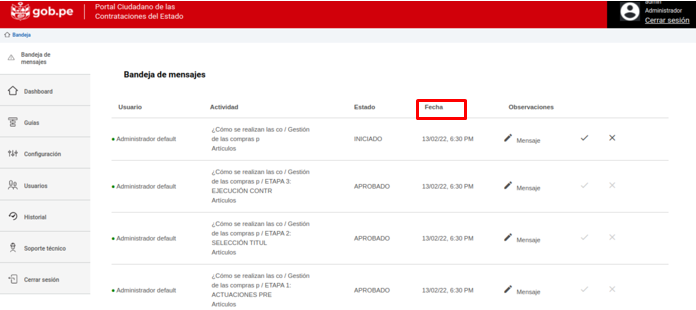 gob.pe
Portal Ciudadano de las
Contrataciones del Estado
admin
Administrador
Cerrar sesión
Bandeja
Bandeja de
mensajes
Dashboard
Guías
Configuración
Usuarios
Historial
Soporte técnico
Cerrar sesión
Bandeja de mensajes
Usuario Actividad Estado Fecha Observaciones
Administrador default
¿Cómo se realizan las co / Gestión
de las compras p
Artículos
INICIADO 13/02/22, 6:30 PM Mensaje
Administrador default
¿Cómo se realizan las co / Gestión
de las compras p / ETAPA 3:
EJECUCIÓN CONTR
Artículos
APROBADO 13/02/22, 6:30 PM Mensaje
Administrador default
¿Cómo se realizan las co / Gestión
de las compras p / ETAPA 2:
SELECCIÓN TITUL
Artículos
APROBADO 13/02/22, 6:30 PM Mensaje
Administrador default
¿Cómo se realizan las co / Gestión
de las compras p / ETAPA 1:
ACTUACIONES PRE
Artículos
APROBADO 13/02/22, 6:30 PM Mensaje